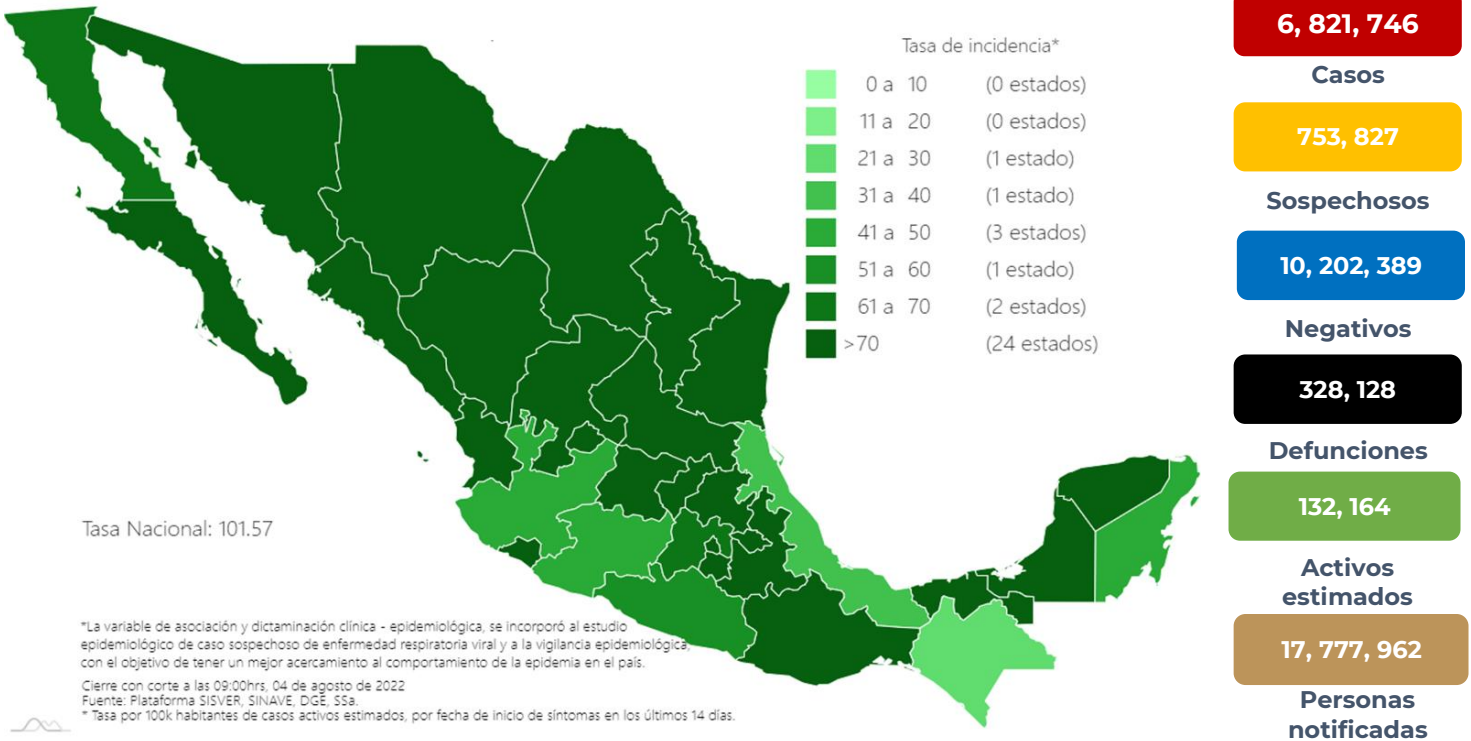 Tasa de incidencia*
0 a 10 (0 estados)
11 a 20 (0 estados)
21 a 30 (1 estado)
31 a 40 (1 estado)
41 a 50 (3 estados)
51 a 60 (1 estado)
61 a 70 (2 estados)
>70 (24 estados)
Tasa Nacional: 101.57
*La variable de asociación y dictaminación clínica - epidemiológica, se incorporó al estudio
epidemiológico de caso sospechoso de enfermedad respiratoria viral y a la vigilancia epidemiológica,
con el objetivo de tener un mejor acercamiento al comportamiento de la epidemia en el país.
Cierre con corte a las 09:00hrs, 04 de agosto de 2022
Fuente: Plataforma SISVER, SINAVE, DGE, SSa.
* Tasa por 100k habitantes de casos activos estimados, por fecha de inicio de síntomas en los últimos 14 días.
6, 821, 746
Casos
753, 827
Sospechosos
10, 202, 389
Negativos
328, 128
Defunciones
132, 164
Activos
estimados
17, 777, 962
Personas
notificadas